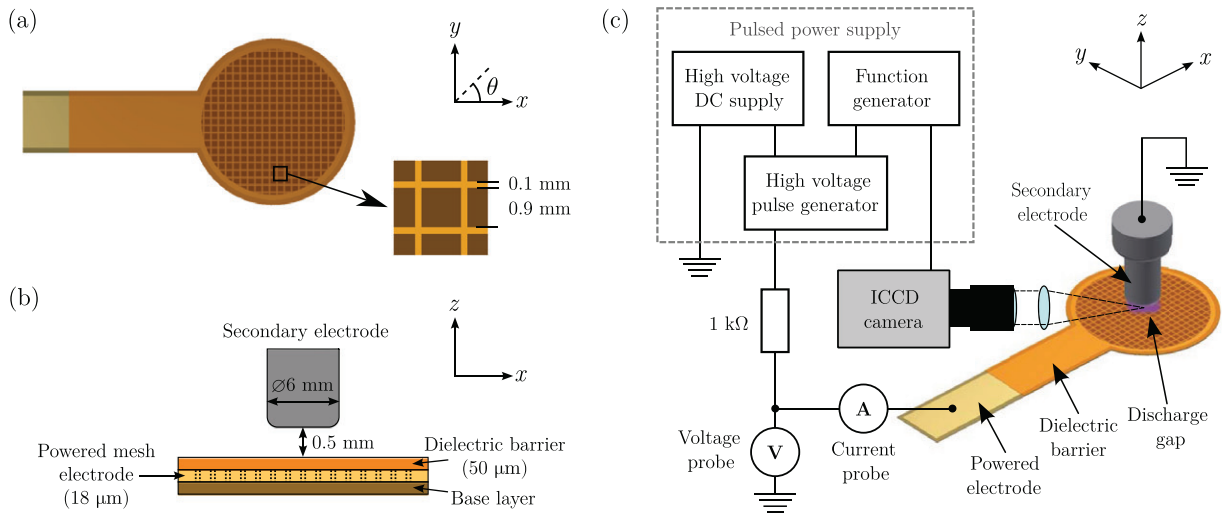 (a)
y
θ
x
0.1 mm
0.9 mm
(b)
z
x
Secondary electrode
⌀6 mm
0.5 mm
Powered mesh
electrode
(18 μm)
Dielectric barrier
(50 μm)
Base layer
(c)
Pulsed power supply
High voltage
DC supply
Function
generator
High voltage
pulse generator
z
y
x
Secondary
electrode
ICCD
camera
1 kΩ
A
Current
probe
Voltage
probe
V
Powered
electrode
Dielectric
barrier
Discharge
gap